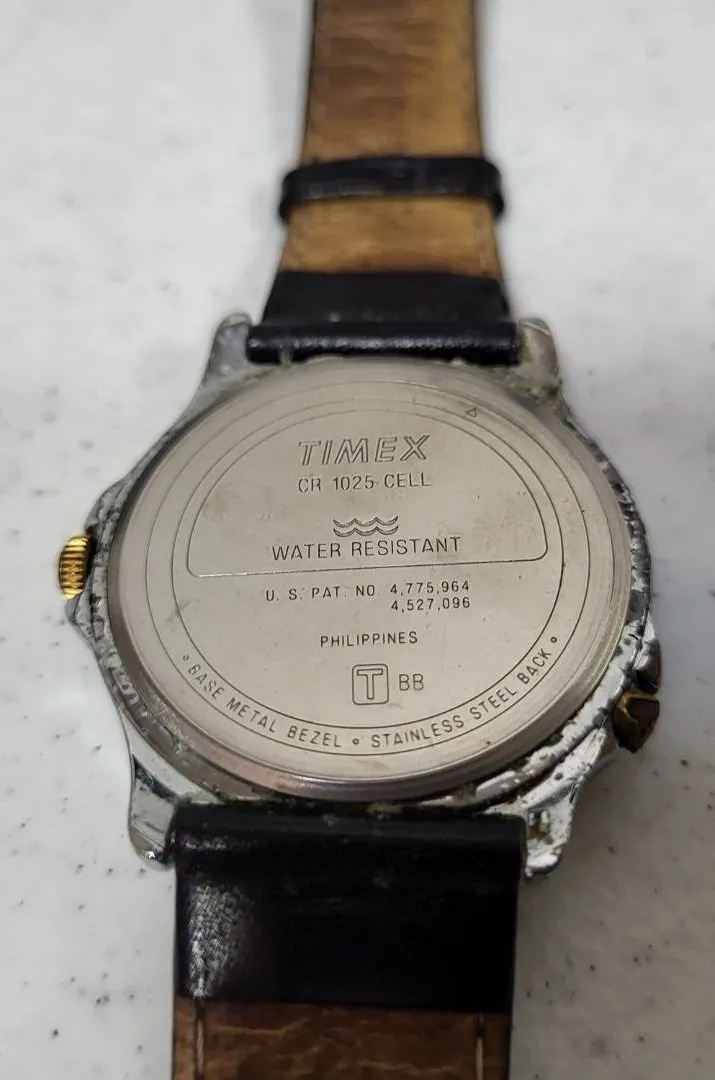 TIMEX
CR 1025 CELL
WATER RESISTANT
U. S. PAT. NO. 4,775,964
4,527,096
PHILIPPINES
T BB
BASE METAL BEZEL • STAINLESS STEEL BACK